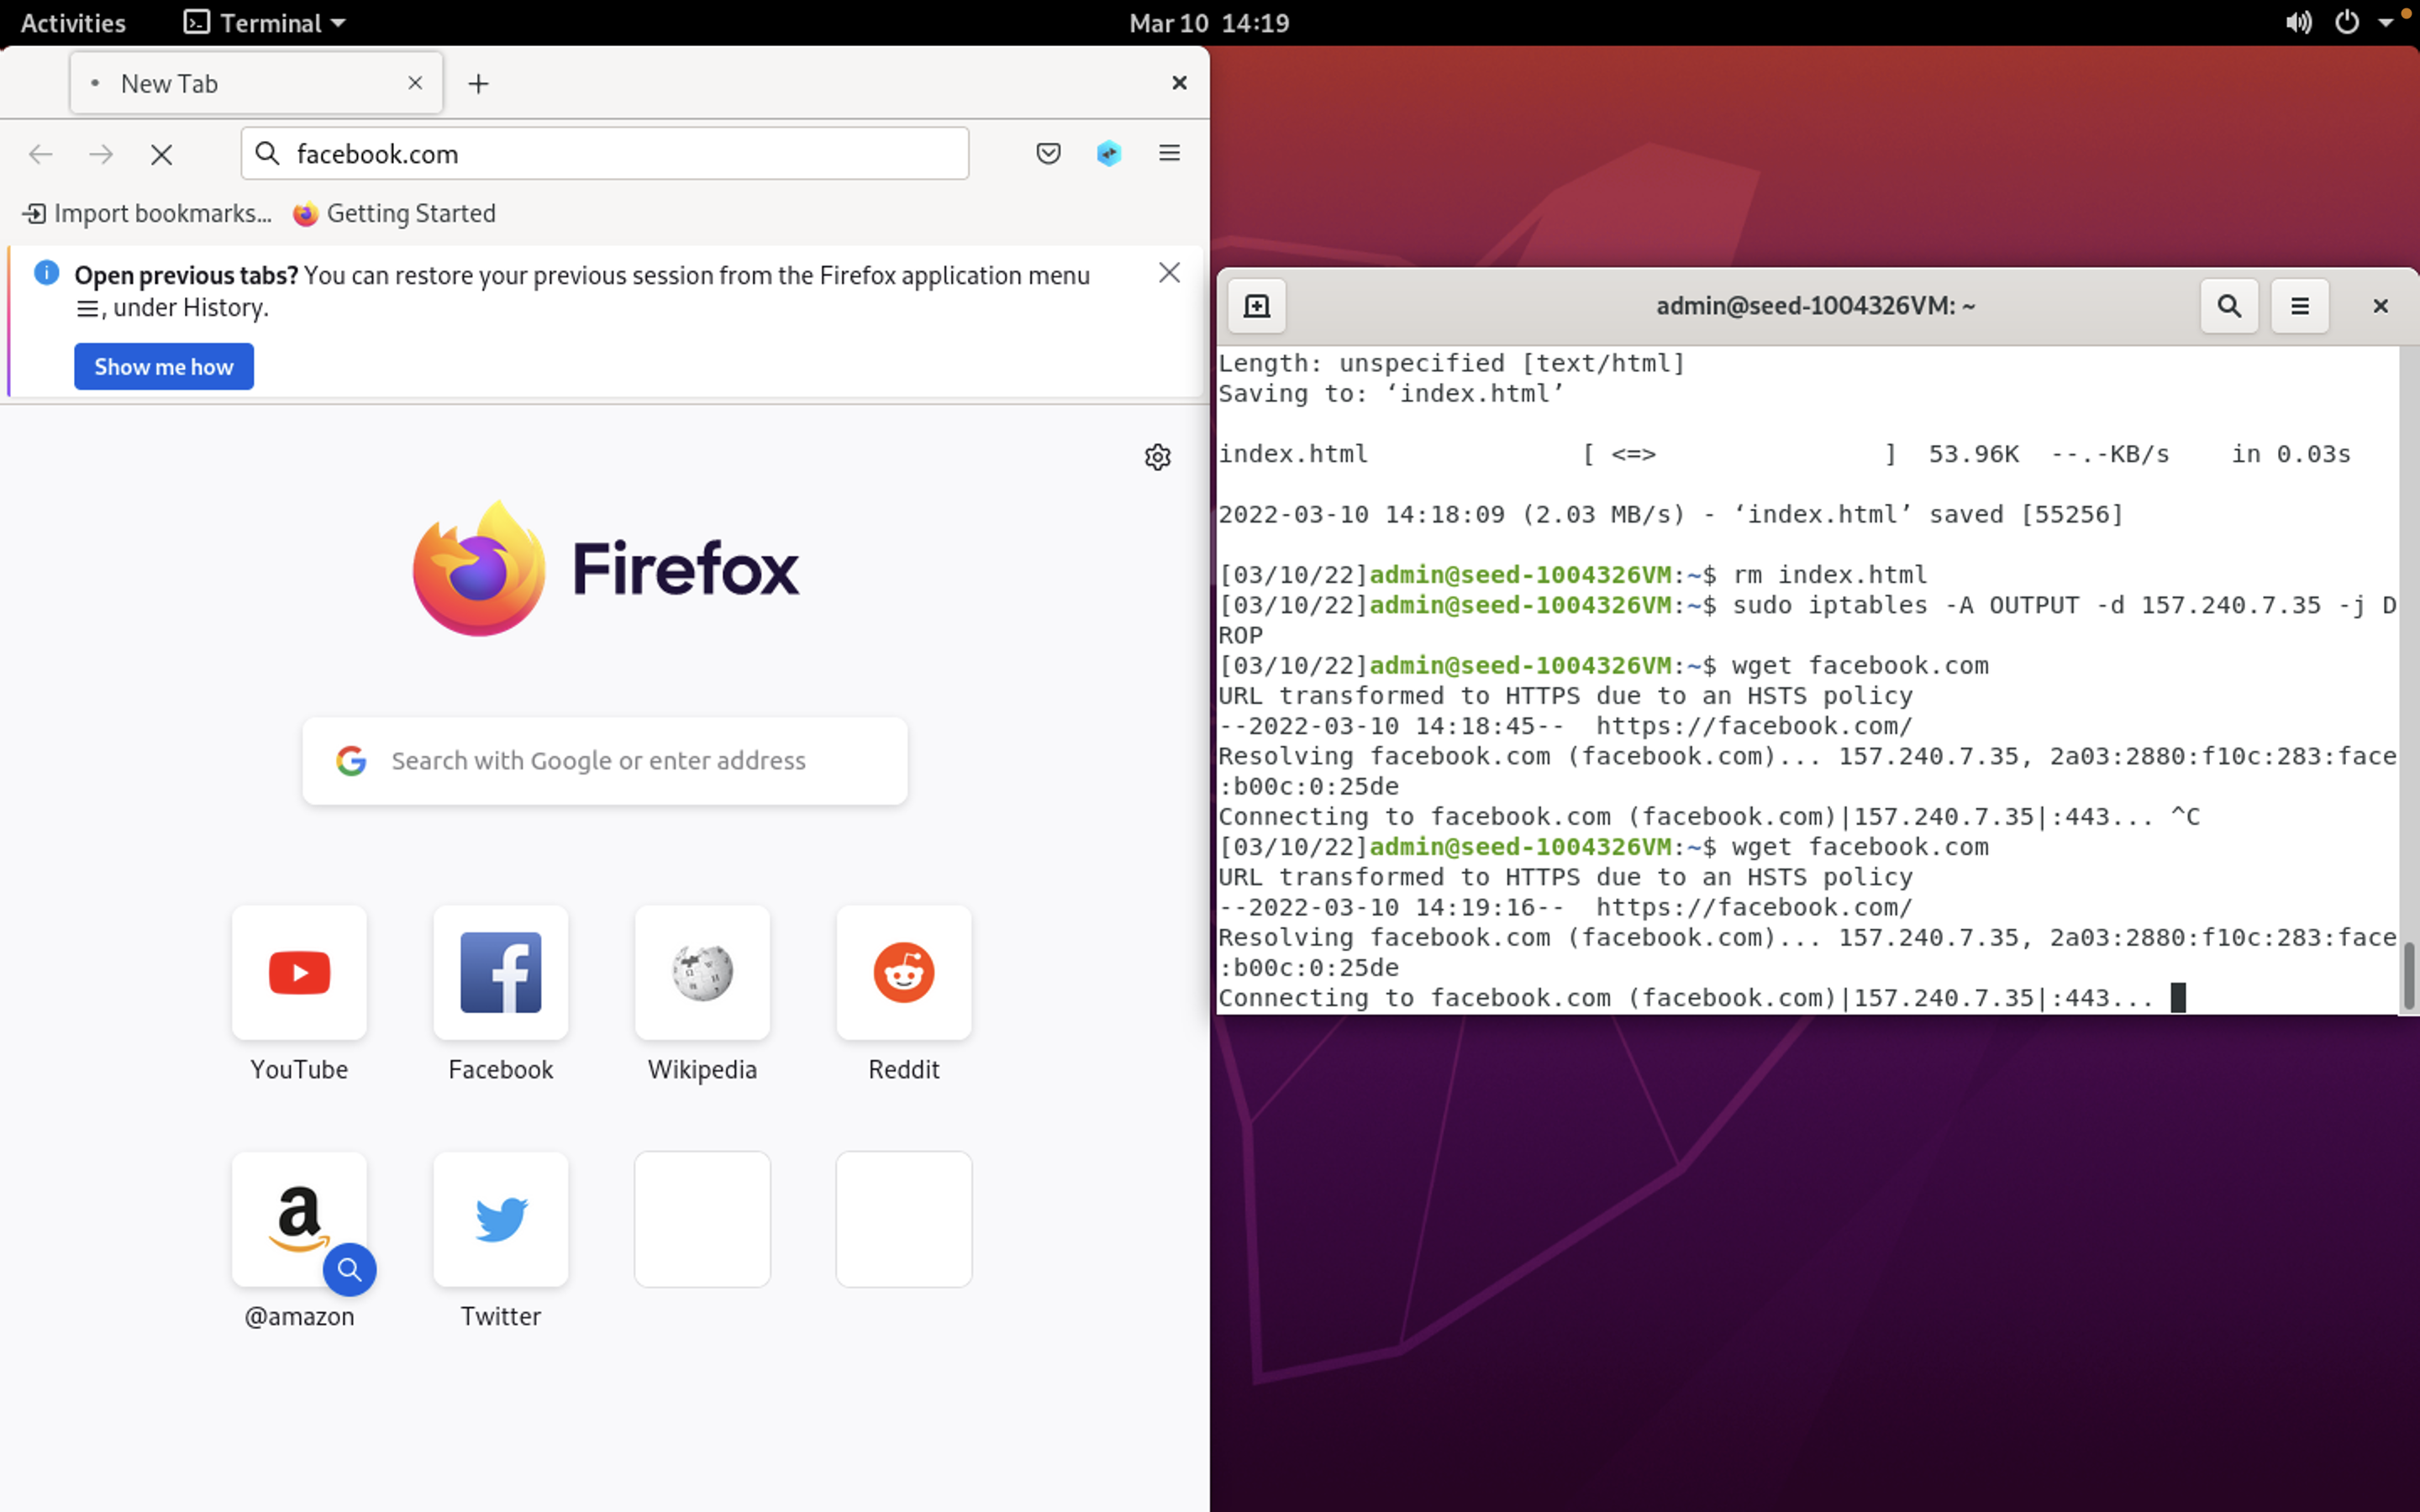 Activities
Terminal
Mar 10 14:19
New Tab
facebook.com
Import bookmarks...
Getting Started
Open previous tabs? You can restore your previous session from the Firefox application menu
, under History.
Show me how
Firefox
Search with Google or enter address
YouTube
Facebook
Wikipedia
Reddit
@amazon
Twitter
admin@seed-1004326VM: ~
Length: unspecified [text/html]
Saving to: ‘index.html’
index.html [ <=> ] 53.96K --.-KB/s in 0.03s
2022-03-10 14:18:09 (2.03 MB/s) - ‘index.html’ saved [55256]
[03/10/22]admin@seed-1004326VM:~$ rm index.html
[03/10/22]admin@seed-1004326VM:~$ sudo iptables -A OUTPUT -d 157.240.7.35 -j D
ROP
[03/10/22]admin@seed-1004326VM:~$ wget facebook.com
URL transformed to HTTPS due to an HSTS policy
--2022-03-10 14:18:45-- https://facebook.com/
Resolving facebook.com (facebook.com)... 157.240.7.35, 2a03:2880:f10c:283:face
:b00c:0:25de
Connecting to facebook.com (facebook.com)|157.240.7.35|:443... ^C
[03/10/22]admin@seed-1004326VM:~$ wget facebook.com
URL transformed to HTTPS due to an HSTS policy
--2022-03-10 14:19:16-- https://facebook.com/
Resolving facebook.com (facebook.com)... 157.240.7.35, 2a03:2880:f10c:283:face
:b00c:0:25de
Connecting to facebook.com (facebook.com)|157.240.7.35|:443...